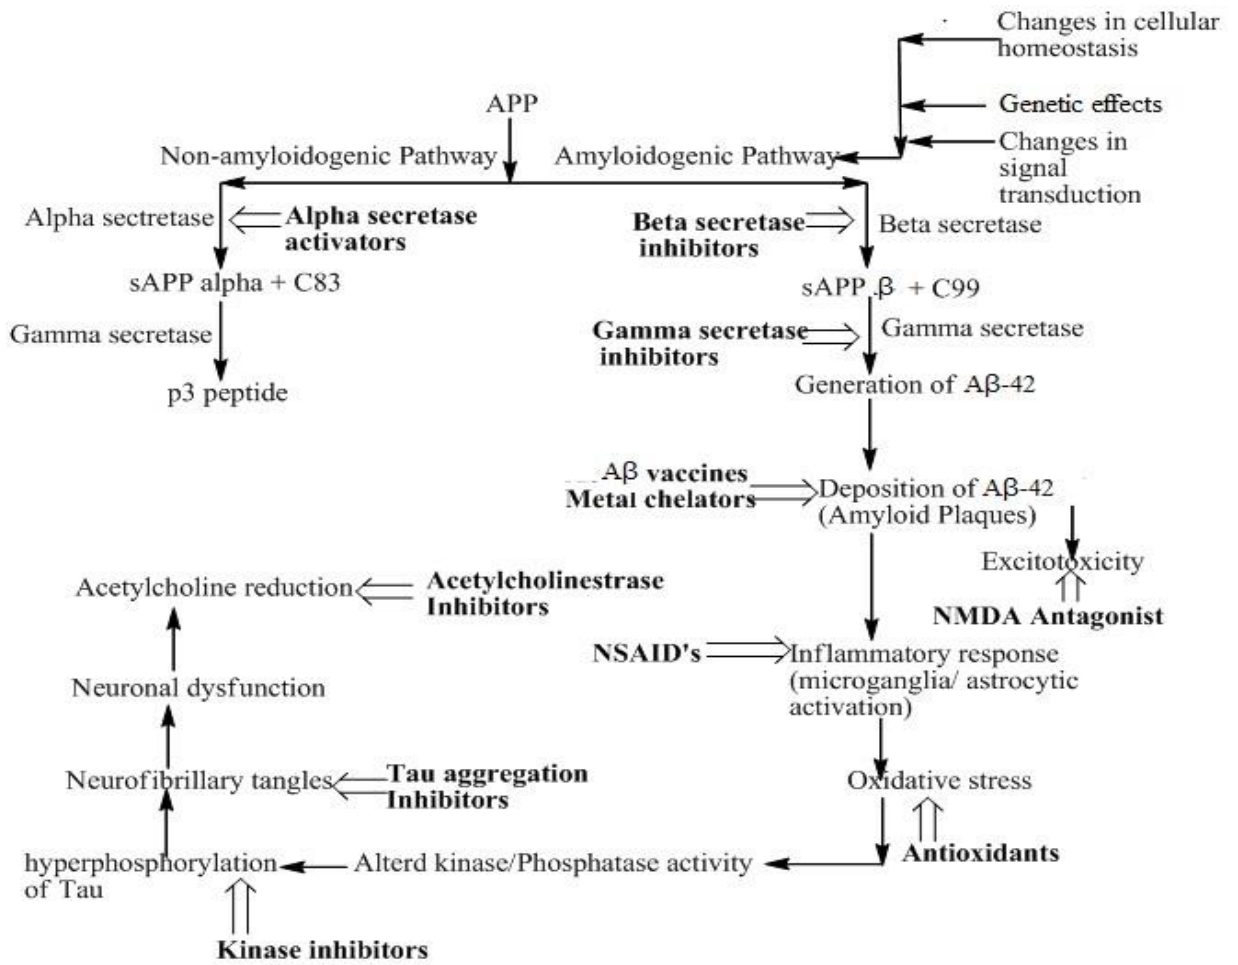 Changes in cellular
homeostasis
APP
Genetic effects
Non-amyloidogenic Pathway
Amyloidogenic Pathway
Changes in
signal
transduction
Alpha sectretase
Alpha secretase
activators
Beta secretase
inhibitors
Beta secretase
sAPP alpha + C83
sAPP .β + C99
Gamma secretase
Gamma secretase
inhibitors
Gamma secretase
p3 peptide
Generation of Aβ-42
Aβ vaccines
Metal chelators
Deposition of Aβ-42
(Amyloid Plaques)
Excitotoxicity
NMDA Antagonist
Acetylcholine reduction
Acetylcholinestrase
Inhibitors
NSAID's
Inflammatory response
(microganglia/ astrocytic
activation)
Neuronal dysfunction
Neurofibrillary tangles
Tau aggregation
Inhibitors
Oxidative stress
Antioxidants
hyperphosphorylation
of Tau
Alterd kinase/Phosphatase activity
Kinase inhibitors